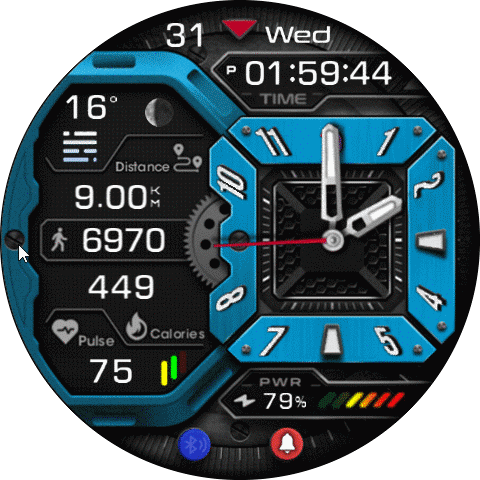 31 Wed
P 01:59:44
TIME
16°
Distance
9.00 KM
6970
449
Pulse Calories
75
11 1
10 2
8 4
7 5
PWR
79%